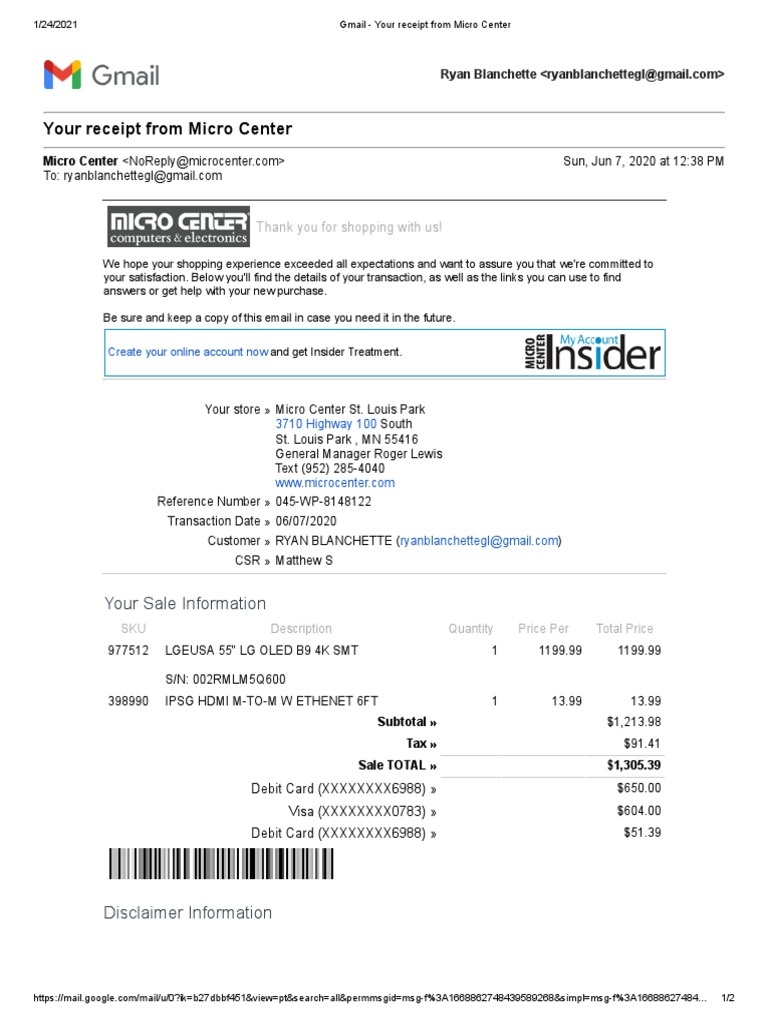 1/24/2021 Gmail - Your receipt from Micro Center
Gmail Ryan Blanchette <ryanblanchettegl@gmail.com>
Your receipt from Micro Center
Micro Center <NoReply@microcenter.com> Sun, Jun 7, 2020 at 12:38 PM
To: ryanblanchettegl@gmail.com
MICRO CENTER Thank you for shopping with us!
computers & electronics
We hope your shopping experience exceeded all expectations and want to assure you that we're committed to
your satisfaction. Below you'll find the details of your transaction, as well as the links you can use to find
answers or get help with your new purchase.
Be sure and keep a copy of this email in case you need it in the future.
Create your online account now and get Insider Treatment. MICRO CENTER My Account Insider
Your store » Micro Center St. Louis Park
3710 Highway 100 South
St. Louis Park , MN 55416
General Manager Roger Lewis
Text (952) 285-4040
www.microcenter.com
Reference Number » 045-WP-8148122
Transaction Date » 06/07/2020
Customer » RYAN BLANCHETTE (ryanblanchettegl@gmail.com)
CSR » Matthew S
Your Sale Information
SKU Description Quantity Price Per Total Price
977512 LGEUSA 55" LG OLED B9 4K SMT 1 1199.99 1199.99
S/N: 002RMLM5Q600
398990 IPSG HDMI M-TO-M W ETHENET 6FT 1 13.99 13.99
Subtotal » $1,213.98
Tax » $91.41
Sale TOTAL » $1,305.39
Debit Card (XXXXXXXX6988) » $650.00
Visa (XXXXXXXX0783) » $604.00
Debit Card (XXXXXXXX6988) » $51.39
Disclaimer Information
https://mail.google.com/mail/u/0?ik=b27dbbf451&view=pt&search=all&permmsgid=msg-f%3A1668862748439589268&simpl=msg-f%3A16688627484... 1/2